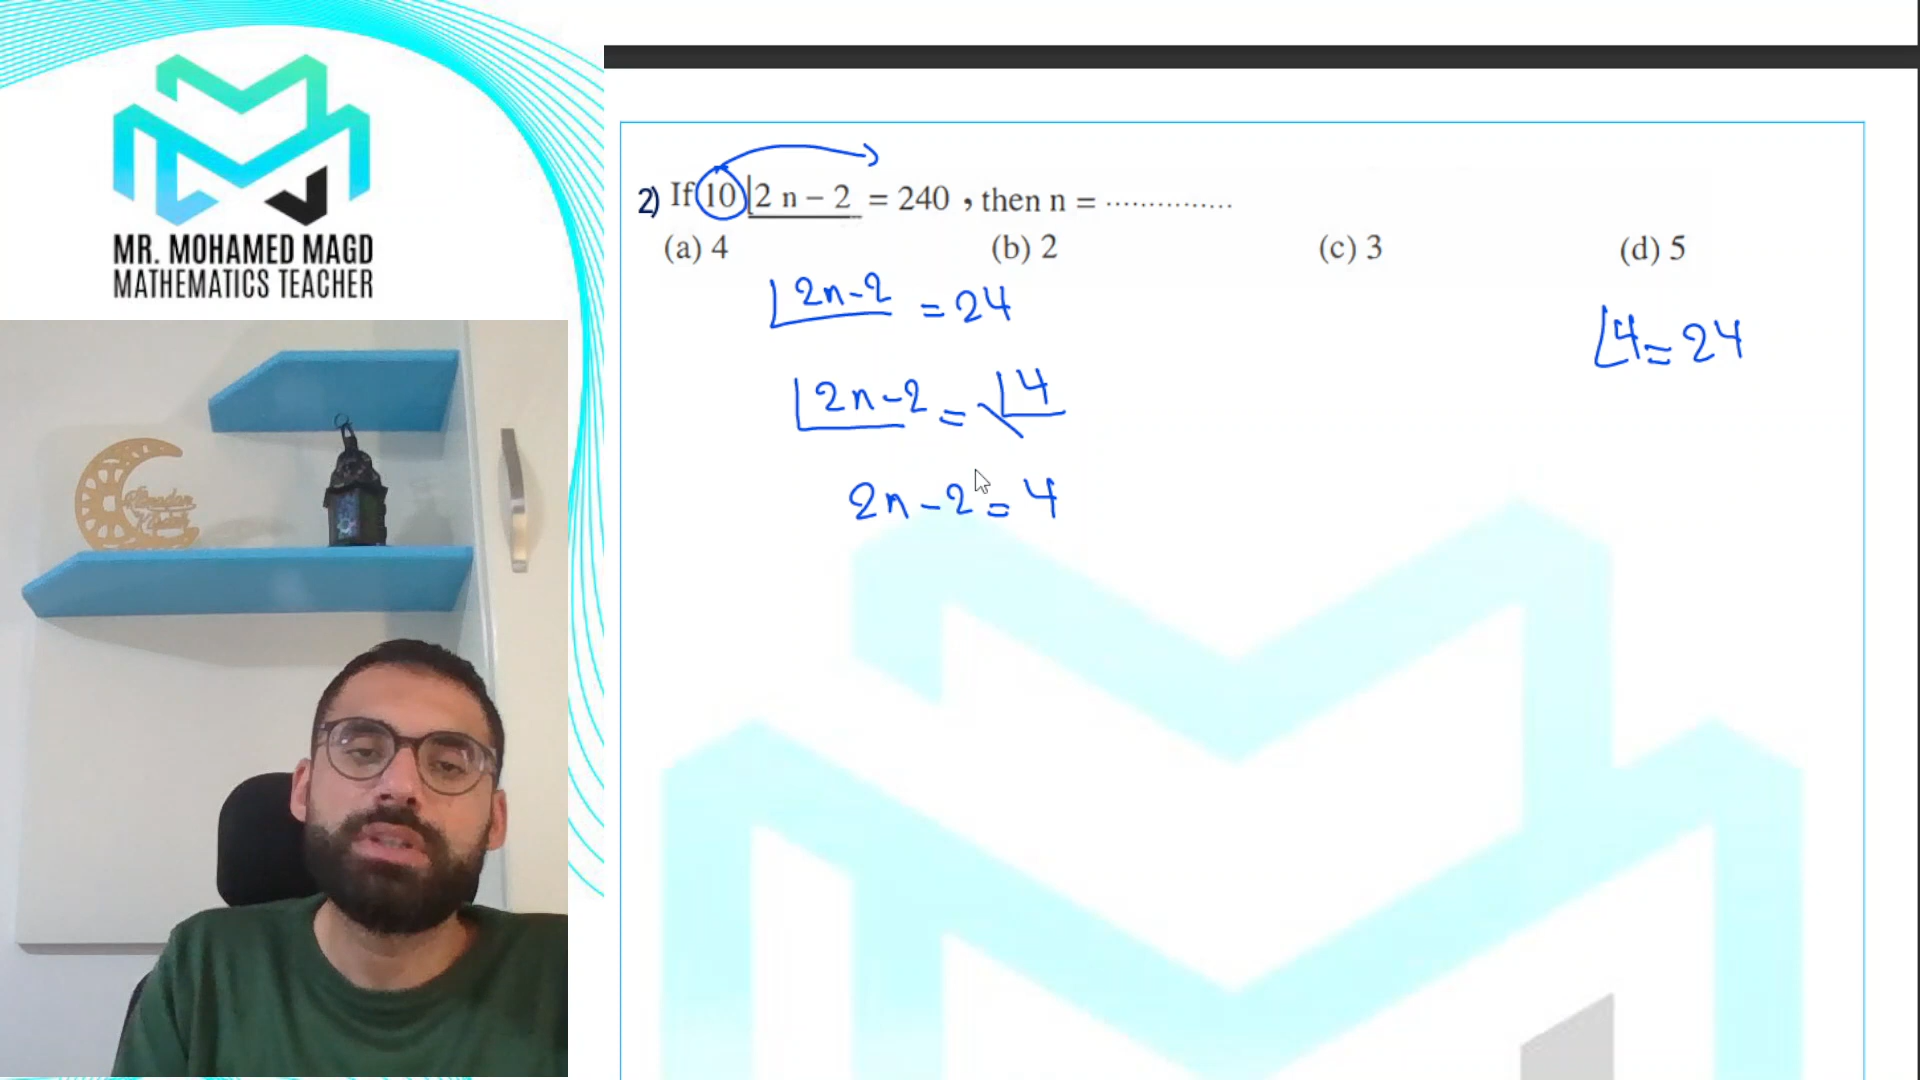 MR. MOHAMED MAGD
MATHEMATICS TEACHER
2) If 10 |2 n – 2 = 240 , then n = ...............
(a) 4 (b) 2 (c) 3 (d) 5
|2n-2 = 24
|4 = 24
|2n-2 = |4
2n-2 = 4